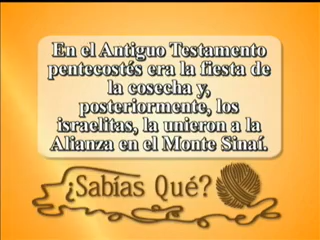 En el Antiguo Testamento
pentecostés era la fiesta de
la cosecha y,
posteriormente, los
israelitas, la unieron a la
Alianza en el Monte Sinaí.
¿Sabías Qué?